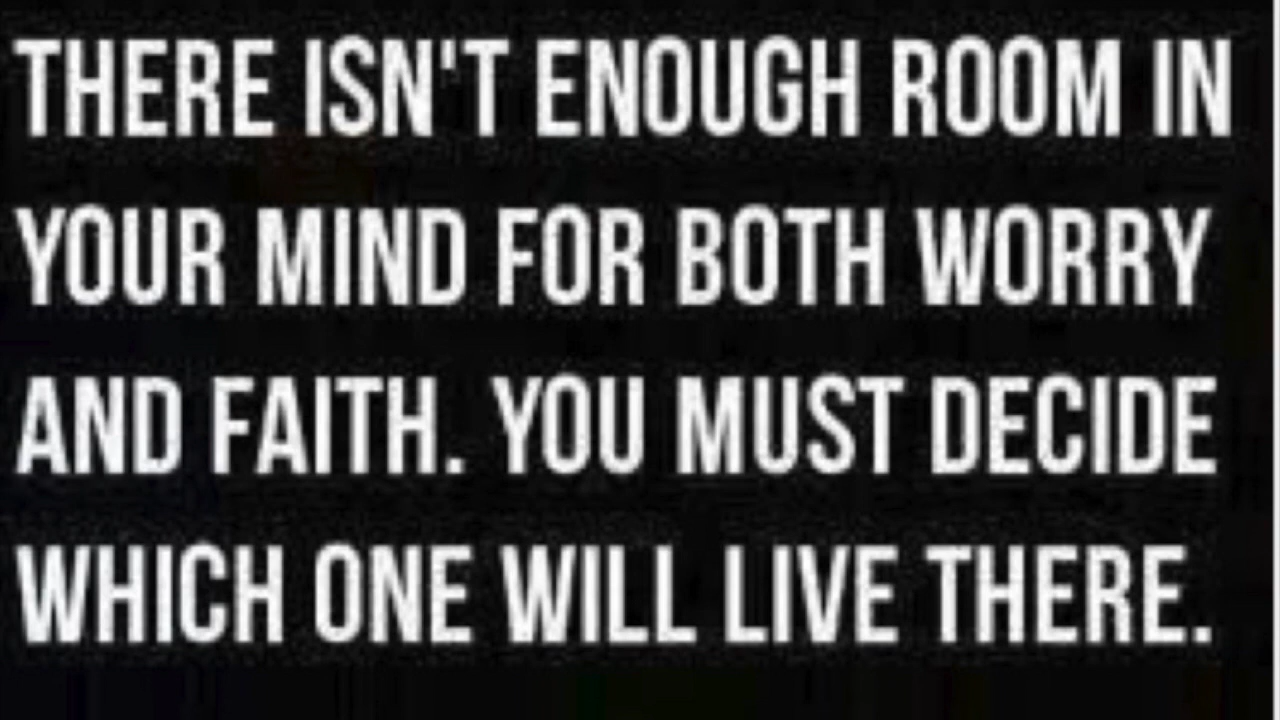 THERE ISN'T ENOUGH ROOM IN
YOUR MIND FOR BOTH WORRY
AND FAITH. YOU MUST DECIDE
WHICH ONE WILL LIVE THERE.